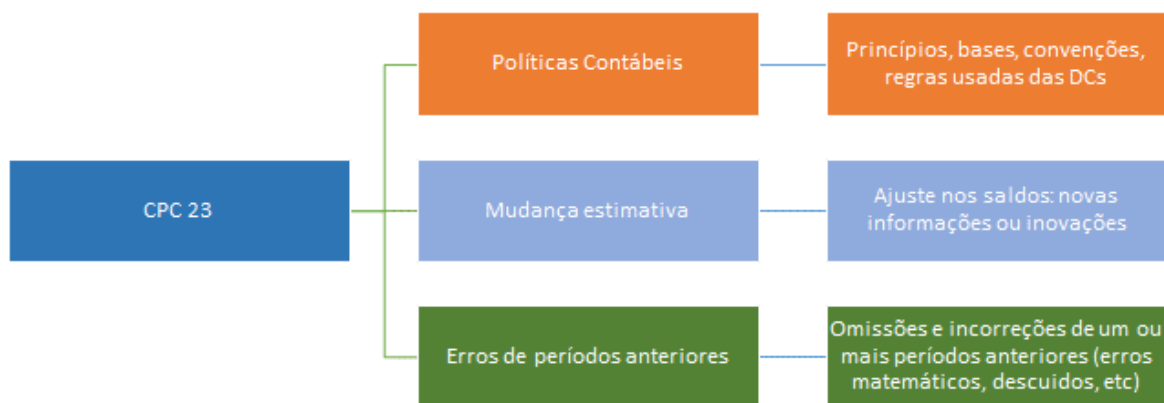 CPC 23
Políticas Contábeis
Princípios, bases, convenções,
regras usadas das DCs
Mudança estimativa
Ajuste nos saldos: novas
informações ou inovações
Erros de períodos anteriores
Omissões e incorreções de um ou
mais períodos anteriores (erros
matemáticos, descuidos, etc)